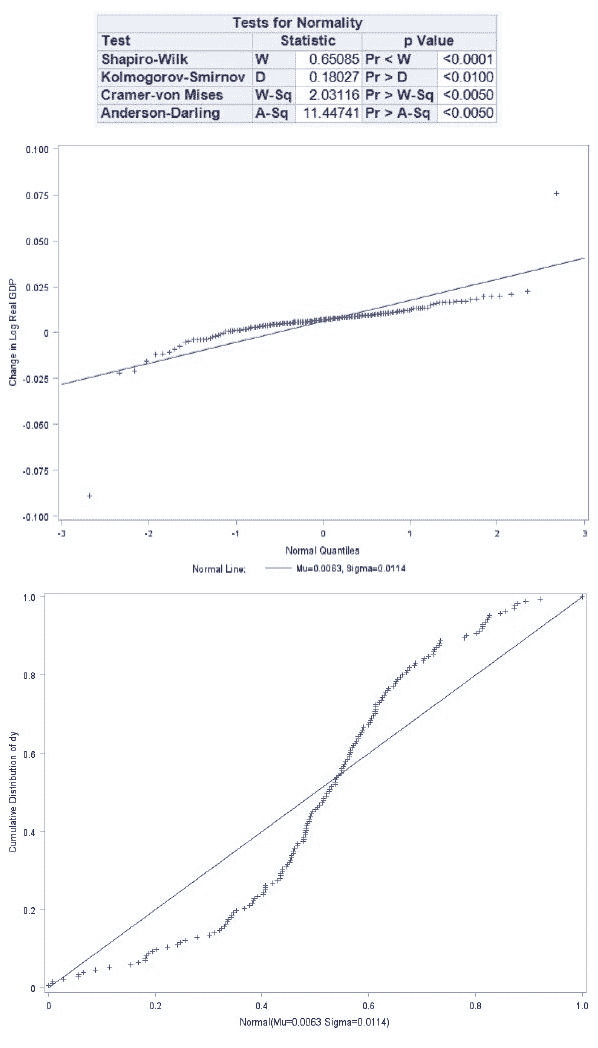 Tests for Normality
Test Statistic p Value
Shapiro-Wilk W 0.65085 Pr < W <0.0001
Kolmogorov-Smirnov D 0.18027 Pr > D <0.0100
Cramer-von Mises W-Sq 2.03116 Pr > W-Sq <0.0050
Anderson-Darling A-Sq 11.44741 Pr > A-Sq <0.0050
0.100
0.075
0.050
0.025
0
-0.025
-0.050
-0.075
-0.100
Change in Log Real GDP
-3 -2 -1 0 1 2 3
Normal Quantiles
Normal Line: Mu=0.0063, Sigma=0.0114
1.0
0.8
0.6
0.4
0.2
0
Cumulative Distribution of dy
0 0.2 0.4 0.6 0.8 1.0
Normal(Mu=0.0063 Sigma=0.0114)